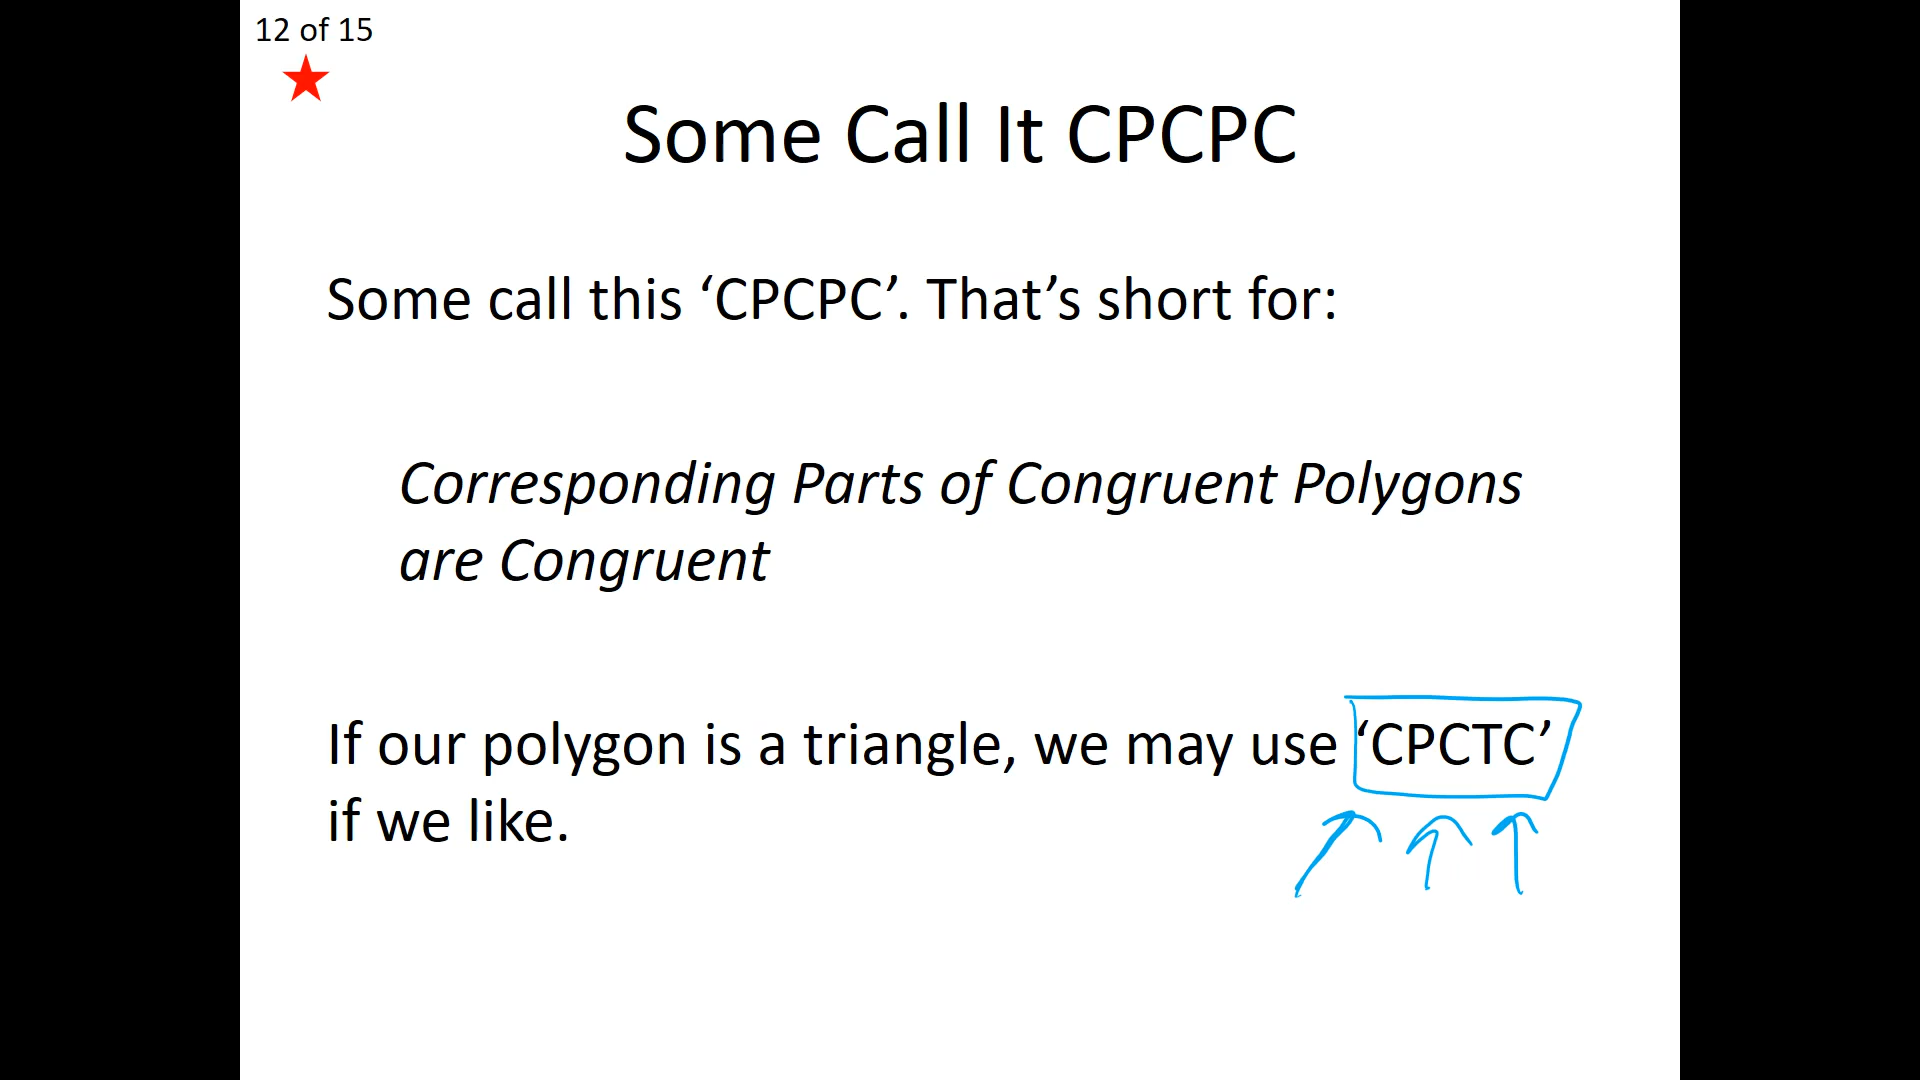 12 of 15
Some Call It CPCPC
Some call this ‘CPCPC’. That’s short for:
Corresponding Parts of Congruent Polygons
are Congruent
If our polygon is a triangle, we may use ‘CPCTC’
if we like.